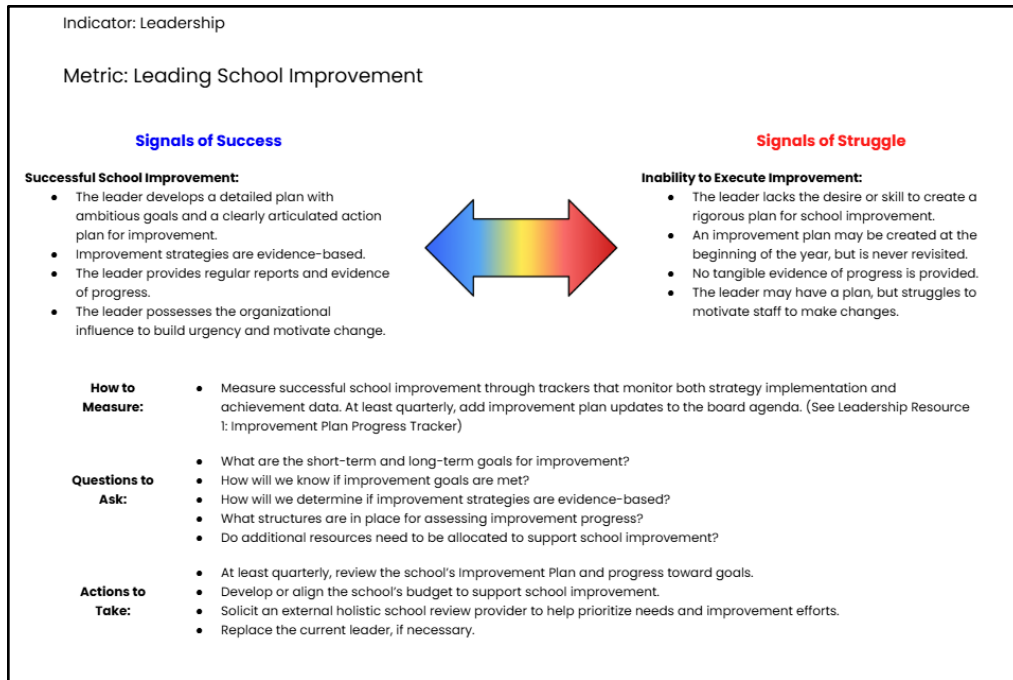 Indicator: Leadership
Metric: Leading School Improvement
Signals of Success
Successful School Improvement:
● The leader develops a detailed plan with
ambitious goals and a clearly articulated action
plan for improvement.
● Improvement strategies are evidence-based.
● The leader provides regular reports and evidence
of progress.
● The leader possesses the organizational
influence to build urgency and motivate change.
Signals of Struggle
Inability to Execute Improvement:
● The leader lacks the desire or skill to create a
rigorous plan for school improvement.
● An improvement plan may be created at the
beginning of the year, but is never revisited.
● No tangible evidence of progress is provided.
● The leader may have a plan, but struggles to
motivate staff to make changes.
How to
Measure:
● Measure successful school improvement through trackers that monitor both strategy implementation and
achievement data. At least quarterly, add improvement plan updates to the board agenda. (See Leadership Resource
1: Improvement Plan Progress Tracker)
Questions to
Ask:
● What are the short-term and long-term goals for improvement?
● How will we know if improvement goals are met?
● How will we determine if improvement strategies are evidence-based?
● What structures are in place for assessing improvement progress?
● Do additional resources need to be allocated to support school improvement?
Actions to
Take:
● At least quarterly, review the school’s Improvement Plan and progress toward goals.
● Develop or align the school’s budget to support school improvement.
● Solicit an external holistic school review provider to help prioritize needs and improvement efforts.
● Replace the current leader, if necessary.